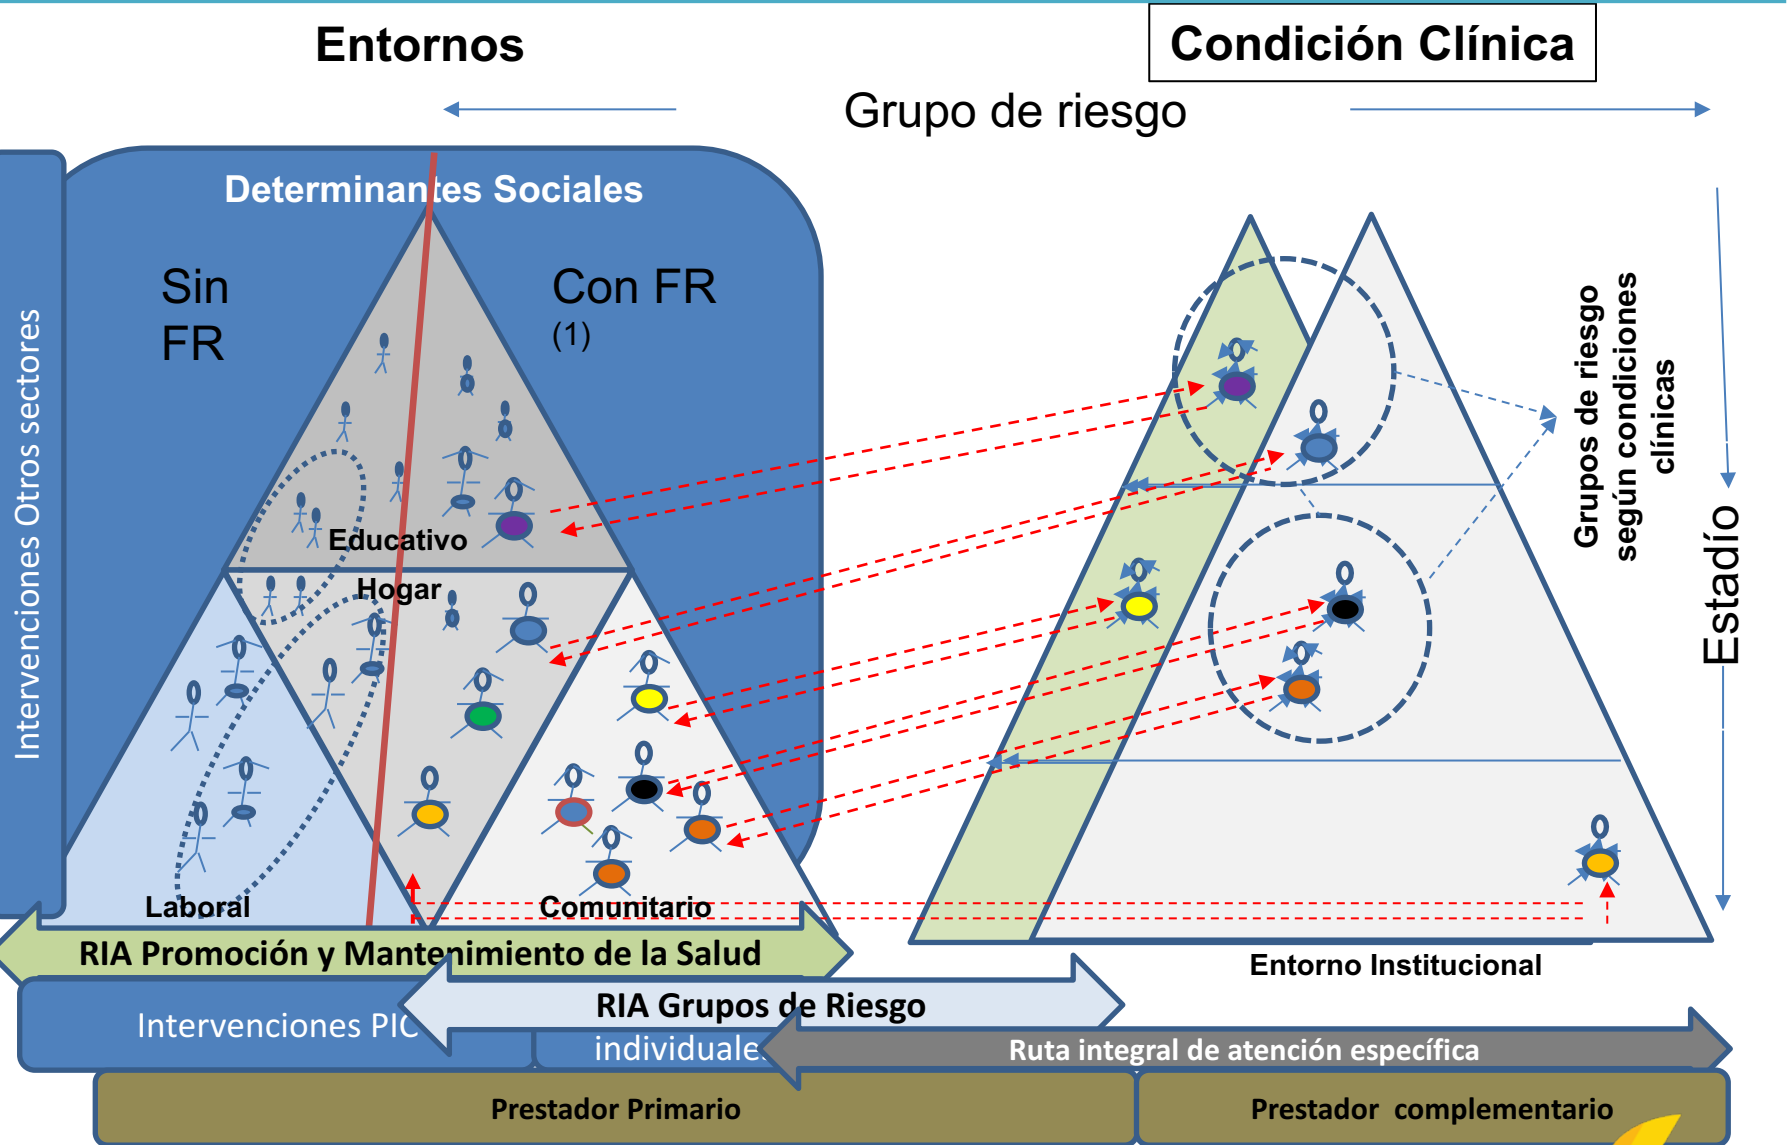 Entornos
Condición Clínica
Grupo de riesgo
Determinantes Sociales
Sin
FR
Con FR
(1)
Intervenciones Otros sectores
Educativo
Hogar
Laboral
Comunitario
Grupos de riesgo
según condiciones
clínicas
Estadío
RIA Promoción y Mantenimiento de la Salud
Entorno Institucional
RIA Grupos de Riesgo
Intervenciones PIC
individuale
Ruta integral de atención específica
Prestador Primario
Prestador complementario